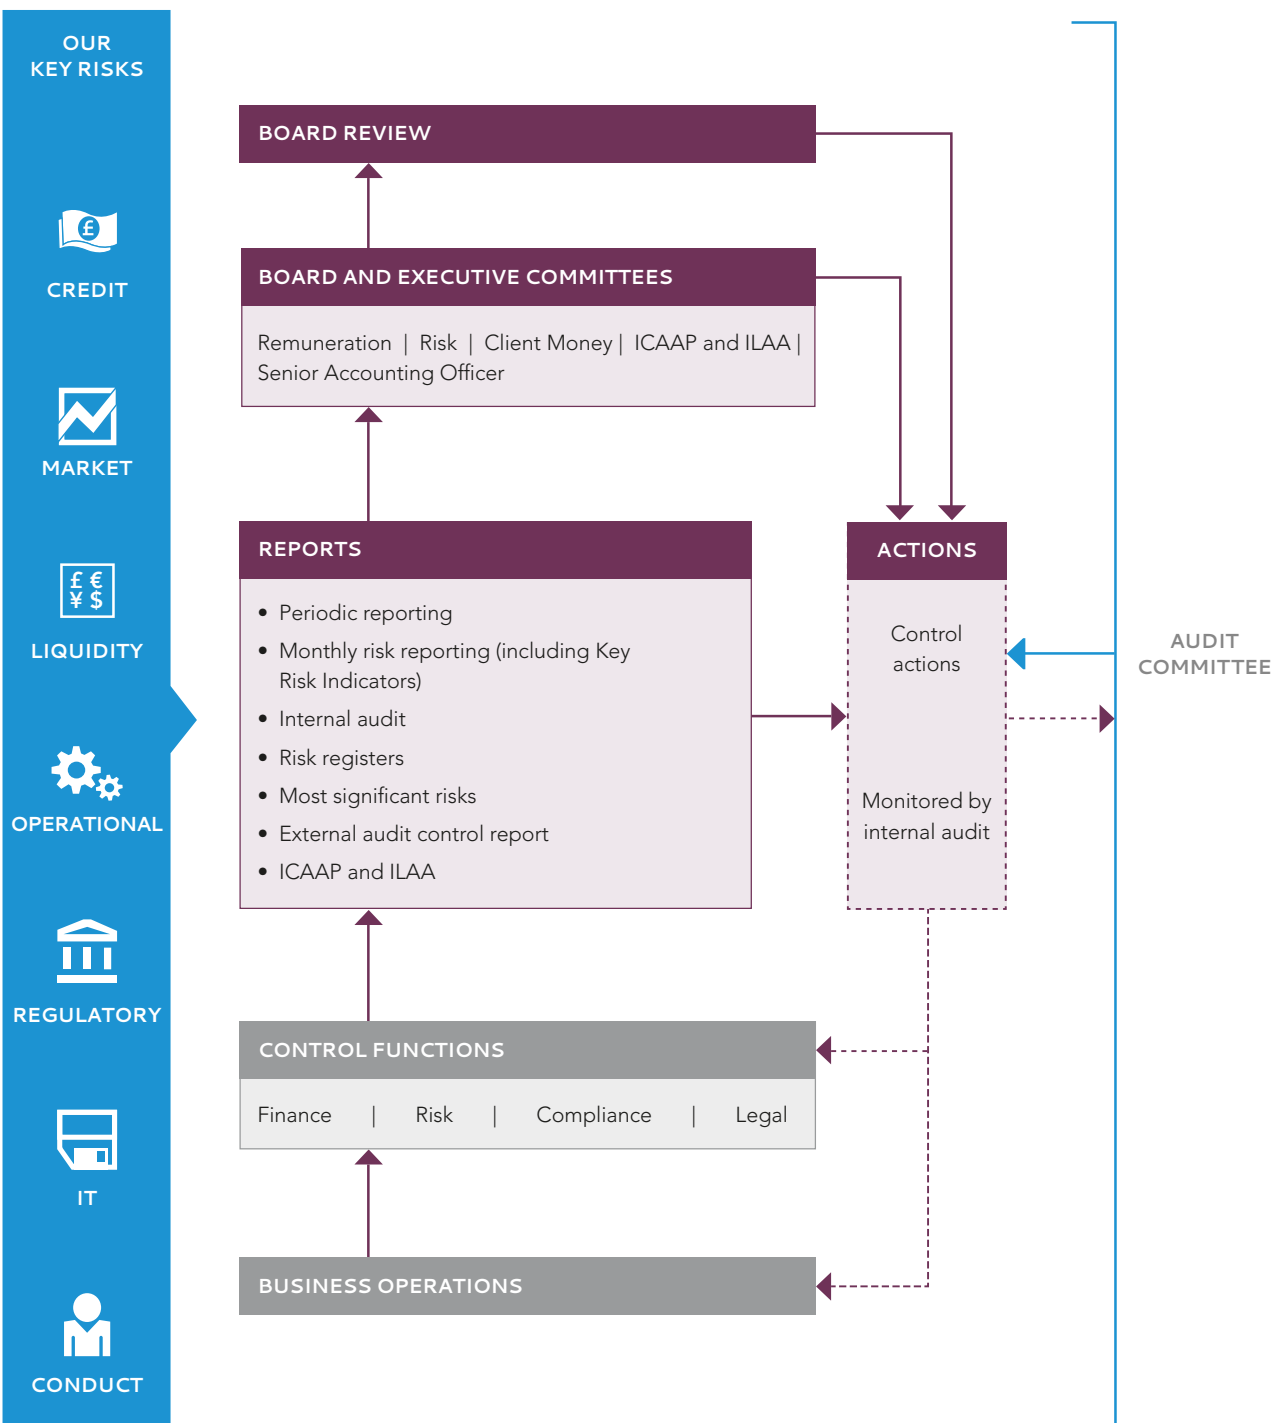 OUR
KEY RISKS
CREDIT
MARKET
£ €
¥ $
LIQUIDITY
OPERATIONAL
REGULATORY
IT
CONDUCT
BOARD REVIEW
BOARD AND EXECUTIVE COMMITTEES
Remuneration | Risk | Client Money | ICAAP and ILAA |
Senior Accounting Officer
REPORTS
• Periodic reporting
• Monthly risk reporting (including Key
Risk Indicators)
• Internal audit
• Risk registers
• Most significant risks
• External audit control report
• ICAAP and ILAA
ACTIONS
Control
actions
Monitored by
internal audit
AUDIT
COMMITTEE
CONTROL FUNCTIONS
Finance | Risk | Compliance | Legal
BUSINESS OPERATIONS